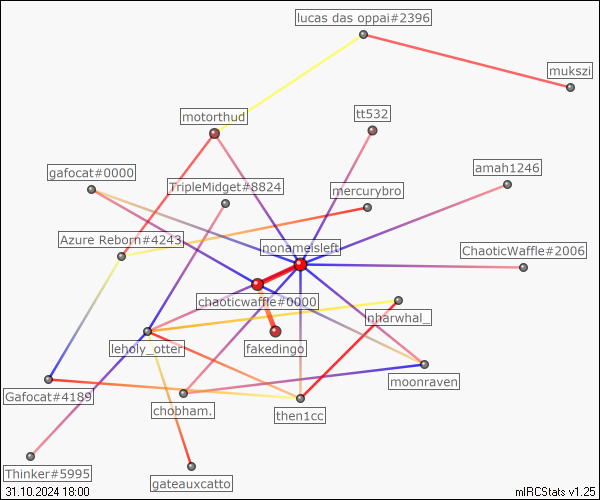 lucas das oppai#2396
mukszi
motorthud
tt532
gafocat#0000
TripleMidget#8824
mercurybro
amah1246
Azure Reborn#4243
nonameisleft
ChaoticWaffle#2006
chaoticwaffle#0000
nharwhal_
leholy_otter
fakedingo
moonraven
Gafocat#4189
chobham.
then1cc
Thinker#5995
gateauxcatto
31.10.2024 18:00
mIRCStats v1.25